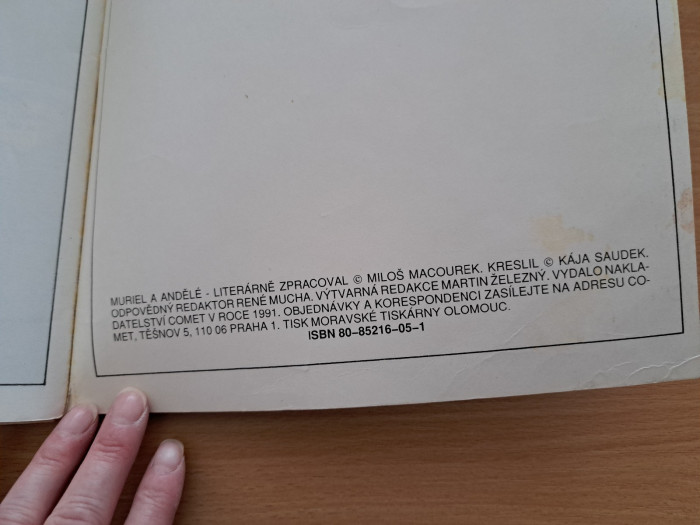 MURIEL A ANDĚLÉ - LITERÁRNĚ ZPRACOVAL © MILOŠ MACOUREK. KRESLIL © KÁJA SAUDEK.
ODPOVĚDNÝ REDAKTOR RENÉ MUCHA. VÝTVARNÁ REDAKCE MARTIN ŽELEZNÝ. VYDALO NAKLA-
DATELSTVÍ COMET V ROCE 1991. OBJEDNÁVKY A KORESPONDENCI ZASÍLEJTE NA ADRESU CO-
MET, TĚŠNOV 5, 110 06 PRAHA 1. TISK MORAVSKÉ TISKÁRNY OLOMOUC.
ISBN 80-85216-05-1